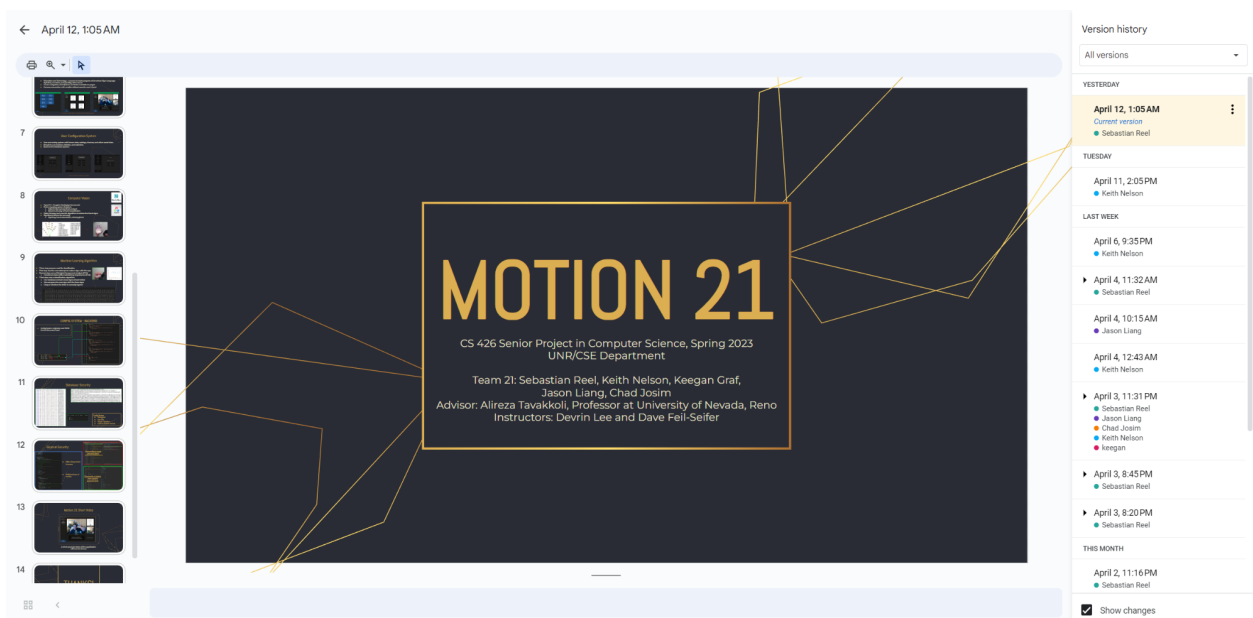 April 12, 1:05 AM
7
8
9
10
11
12
13
14
MOTION 21
CS 426 Senior Project in Computer Science, Spring 2023
UNR/CSE Department
Team 21: Sebastian Reel, Keith Nelson, Keegan Graf,
Jason Liang, Chad Josim
Advisor: Alireza Tavakkoli, Professor at University of Nevada, Reno
Instructors: Devrin Lee and Dave Feil-Seifer
Version history
All versions
YESTERDAY
April 12, 1:05 AM
Current version
Sebastian Reel
TUESDAY
April 11, 2:05 PM
Keith Nelson
LAST WEEK
April 6, 9:35 PM
Keith Nelson
April 4, 11:32 AM
Sebastian Reel
April 4, 10:15 AM
Jason Liang
April 4, 12:43 AM
Keith Nelson
April 3, 11:31 PM
Sebastian Reel
Jason Liang
Chad Josim
Keith Nelson
keegan
April 3, 8:45 PM
Sebastian Reel
April 3, 8:20 PM
Sebastian Reel
THIS MONTH
April 2, 11:16 PM
Sebastian Reel
Show changes